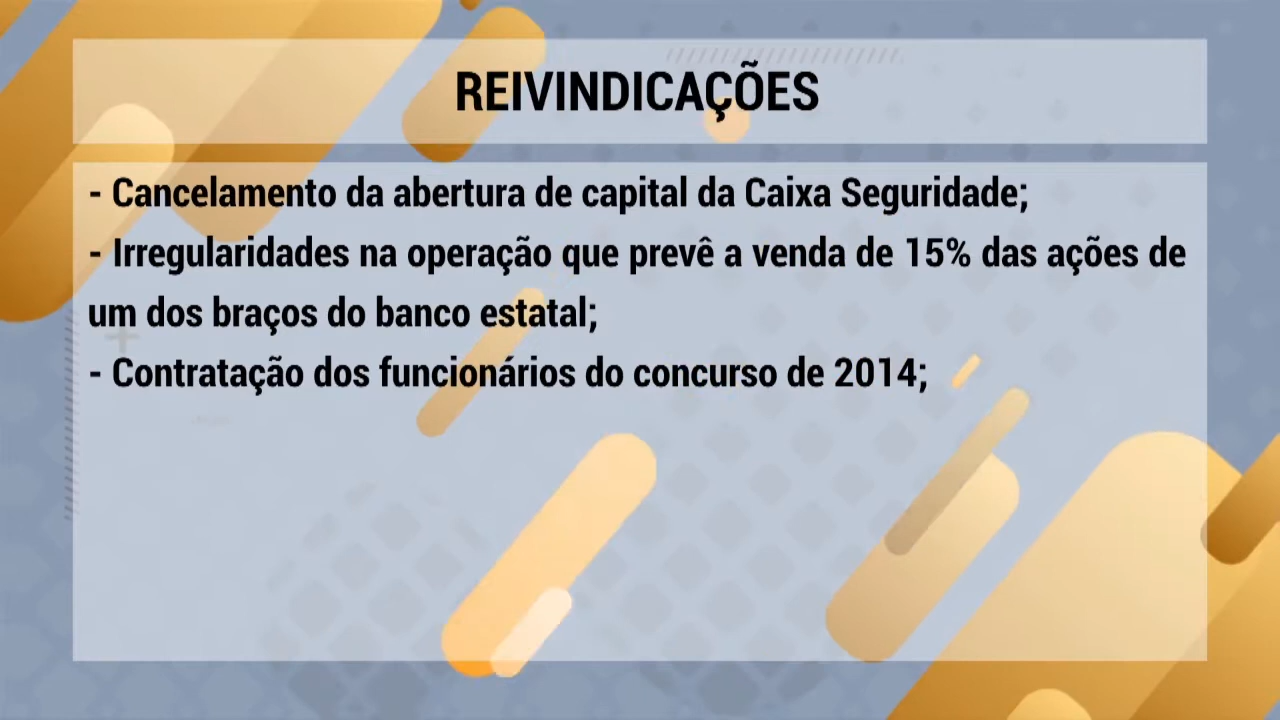 REIVINDICAÇÕES
- Cancelamento da abertura de capital da Caixa Seguridade;
- Irregularidades na operação que prevê a venda de 15% das ações de
um dos braços do banco estatal;
- Contratação dos funcionários do concurso de 2014;